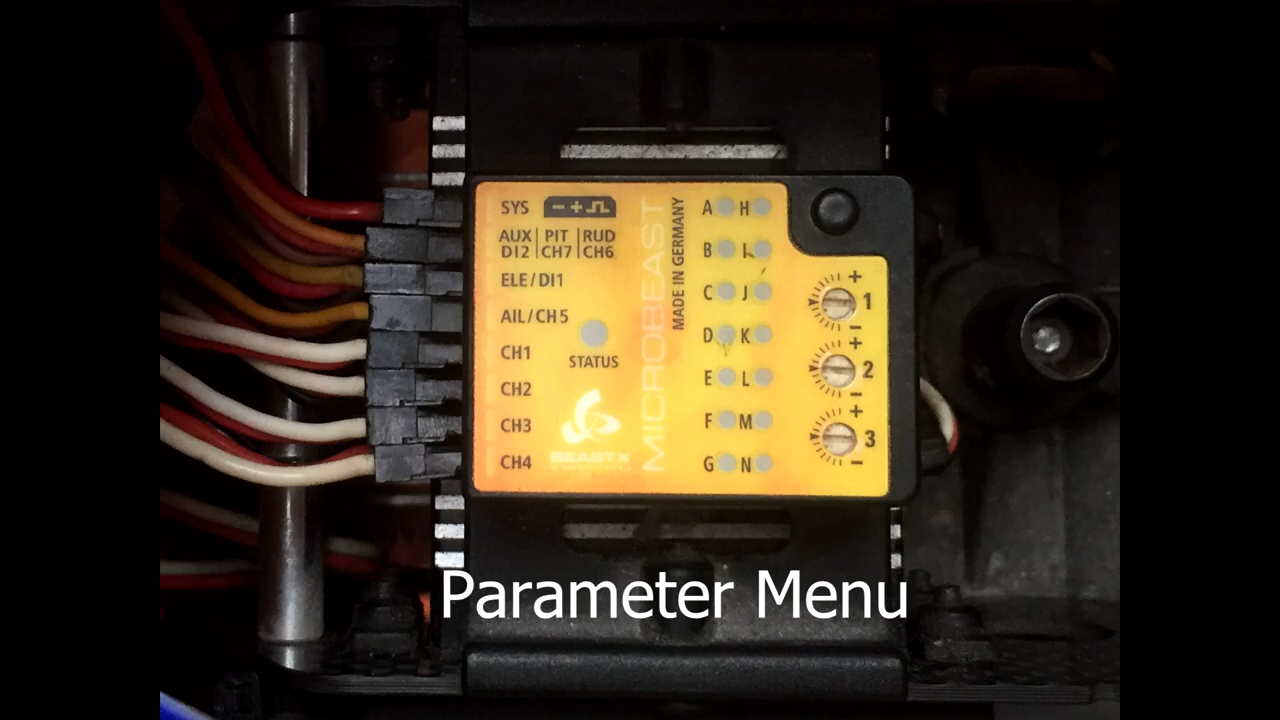 SYS - +
AUX PIT RUD
DI2 CH7 CH6
ELE/DI1
AIL/CH5
STATUS
CH1
CH2
CH3
CH4
BEASTX
MICROBEAST
MADE IN GERMANY
A H
B I
C J
D K
E L
F M
G N
+
1
-
+
2
-
+
3
-
Parameter Menu